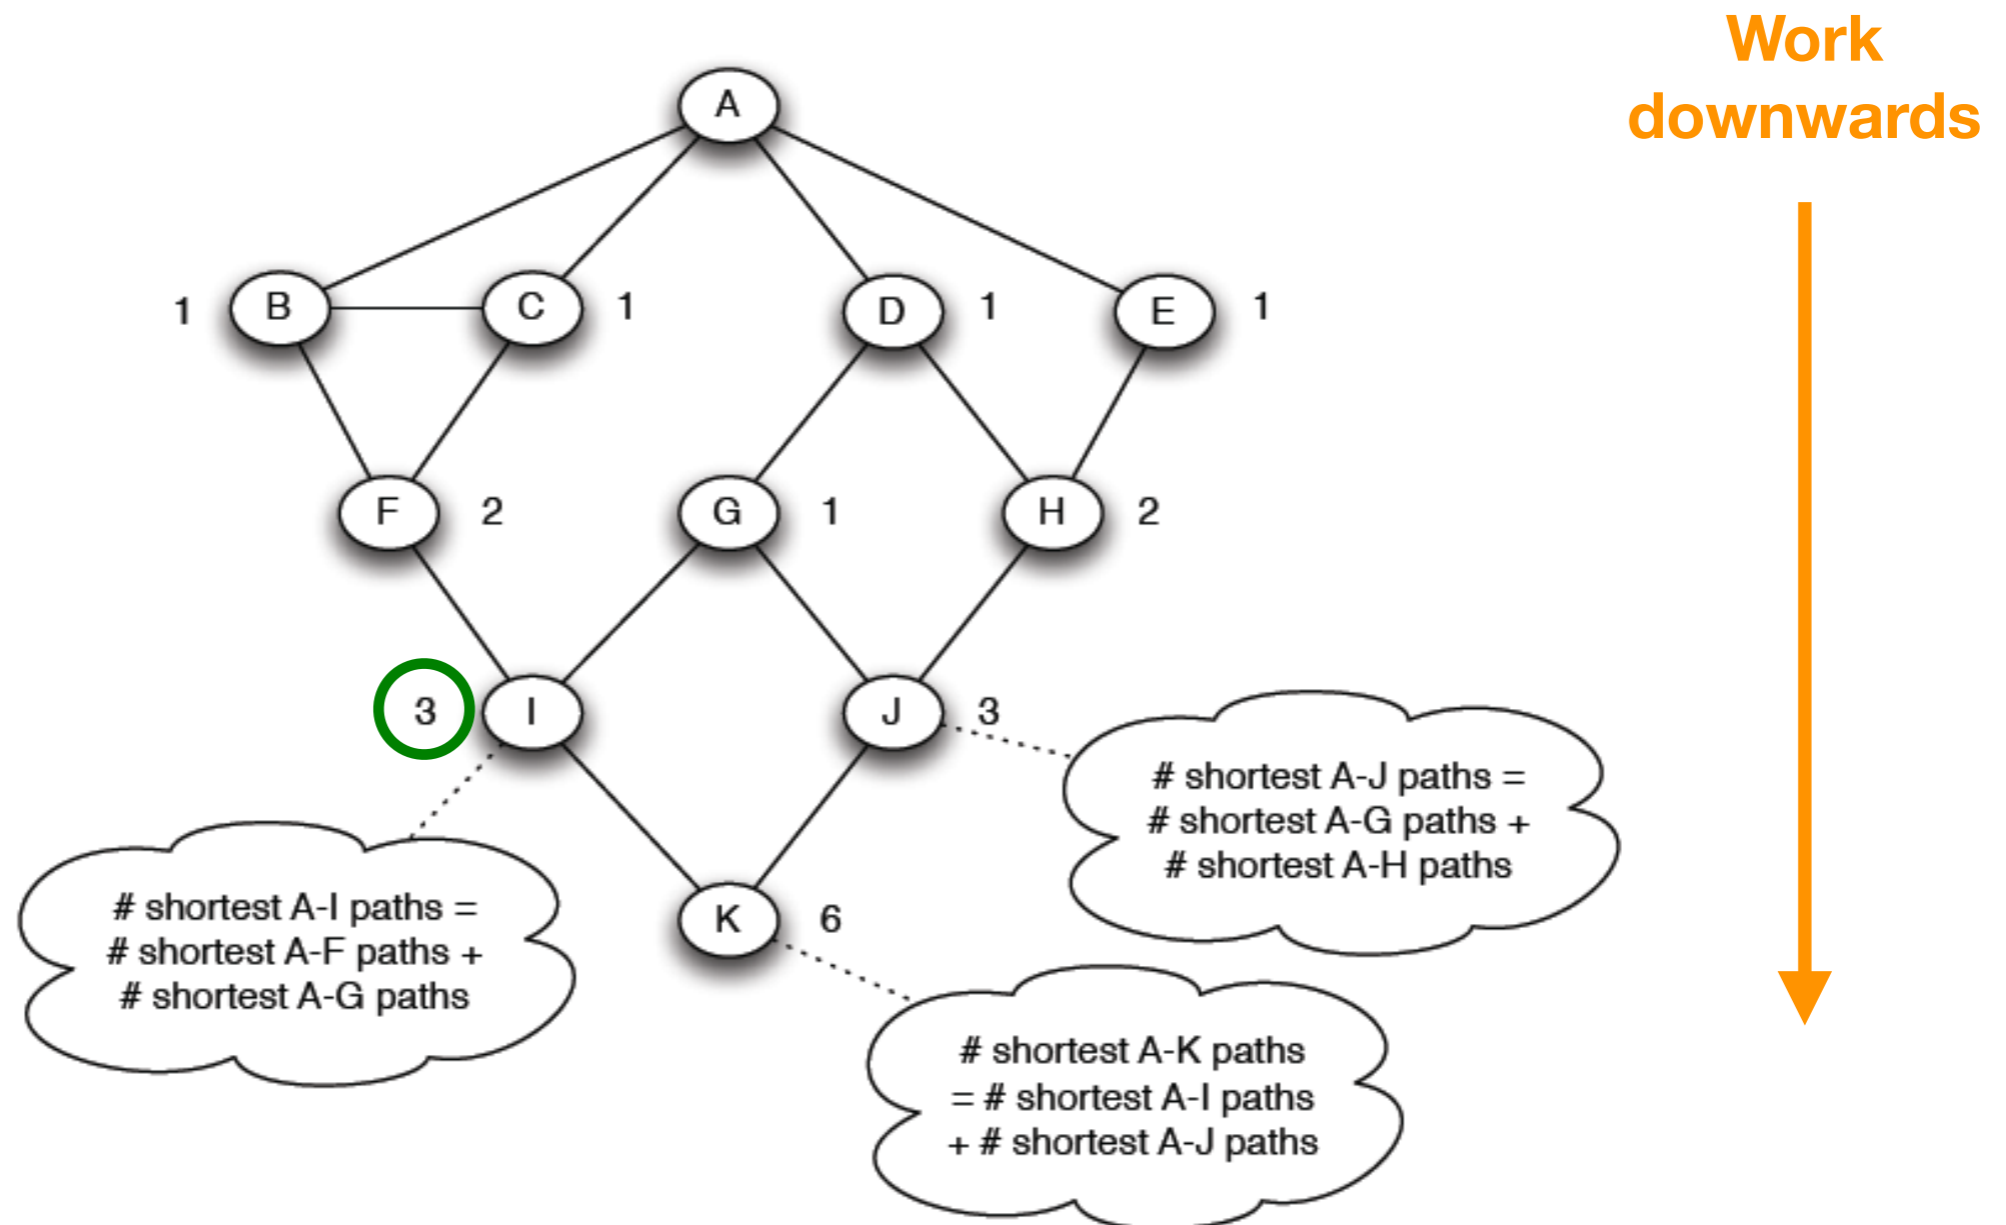 Work
downwards
A
1 B C 1 D 1 E 1
F 2 G 1 H 2
3 I J 3
# shortest A-J paths =
# shortest A-G paths +
# shortest A-H paths
# shortest A-I paths =
# shortest A-F paths +
# shortest A-G paths
K 6
# shortest A-K paths
= # shortest A-I paths
+ # shortest A-J paths